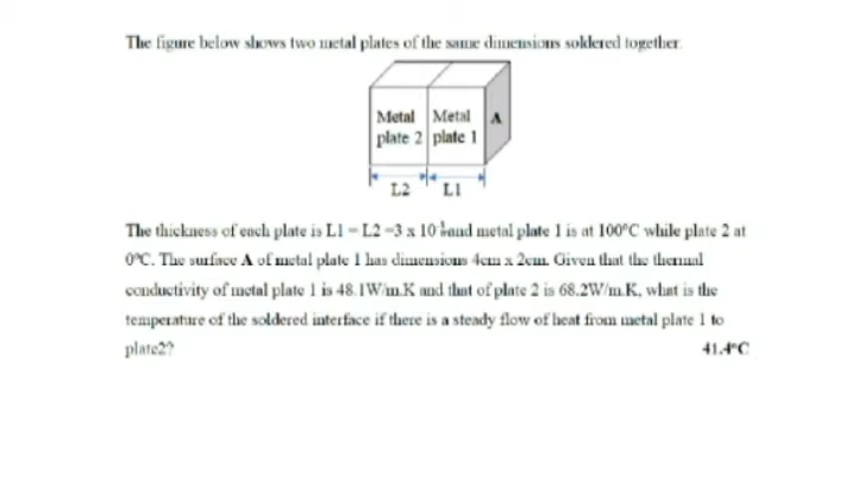 The figure below shows two metal plates of the same dimensions soldered together.
Metal plate 2
Metal plate 1
A
L2
L1
The thickness of each plate is L1 = L2 =3 x 10 and metal plate 1 is at 100°C while plate 2 at
0°C. The surface A of metal plate 1 has dimensions 4cm x 2cm. Given that the thermal
conductivity of metal plate 1 is 48.1W/m.K and that of plate 2 is 68.2W/m.K, what is the
temperature of the soldered interface if there is a steady flow of heat from metal plate 1 to
plate2?
41.4°C